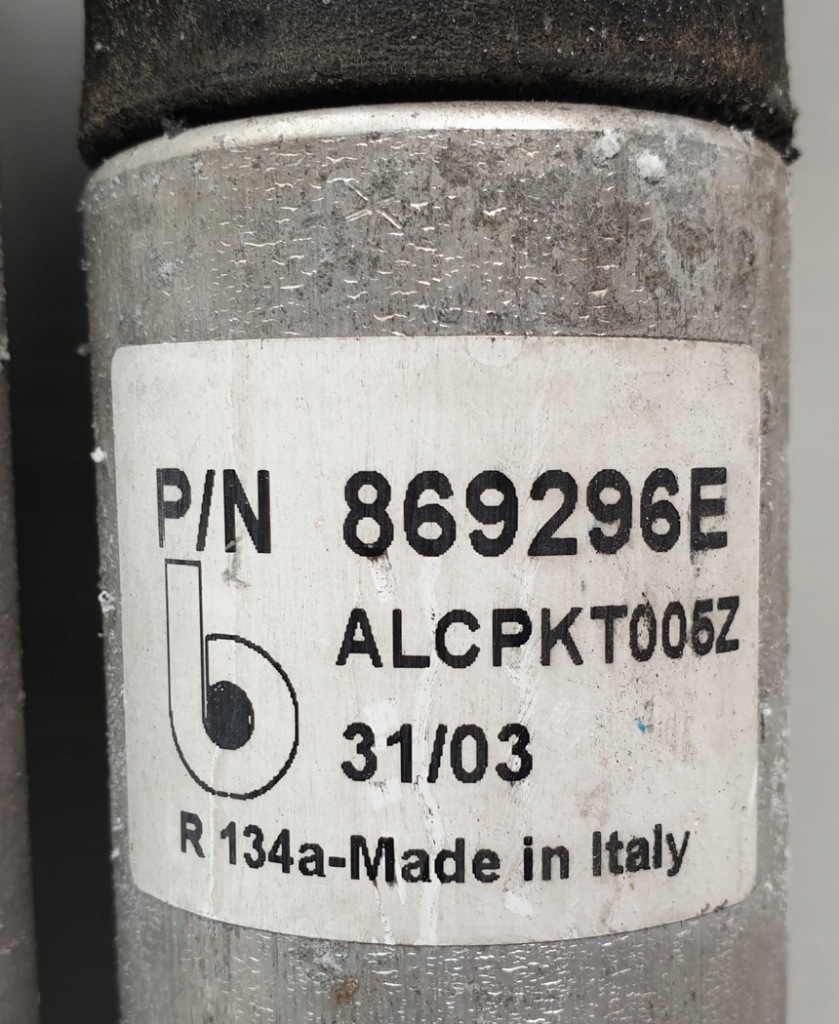 P/N 869296E
ALCPKT005Z
31/03
R 134a-Made in Italy